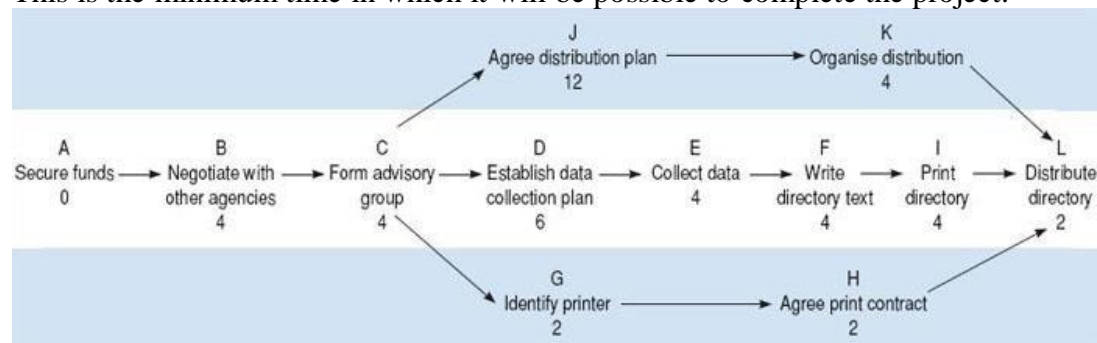 This is the minimum time in which it will be possible to complete the project.
J
Agree distribution plan
12
K
Organise distribution
4
A
Secure funds
0
B
Negotiate with
other agencies
4
C
Form advisory
group
4
D
Establish data
collection plan
6
E
Collect data
4
F
Write
directory text
4
I
Print
directory
4
L
Distribute
directory
2
G
Identify printer
2
H
Agree print contract
2